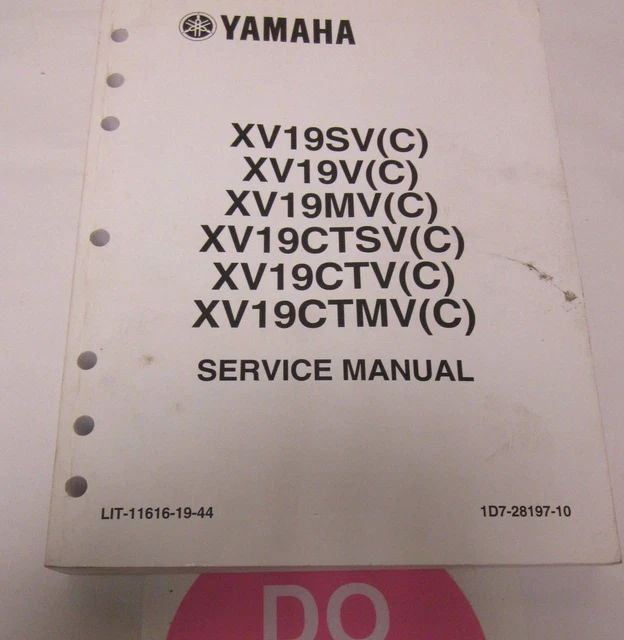 YAMAHA
XV19SV(C)
XV19V(C)
XV19MV(C)
XV19CTSV(C)
XV19CTV(C)
XV19CTMV(C)
SERVICE MANUAL
LIT-11616-19-44 1D7-28197-10
DO